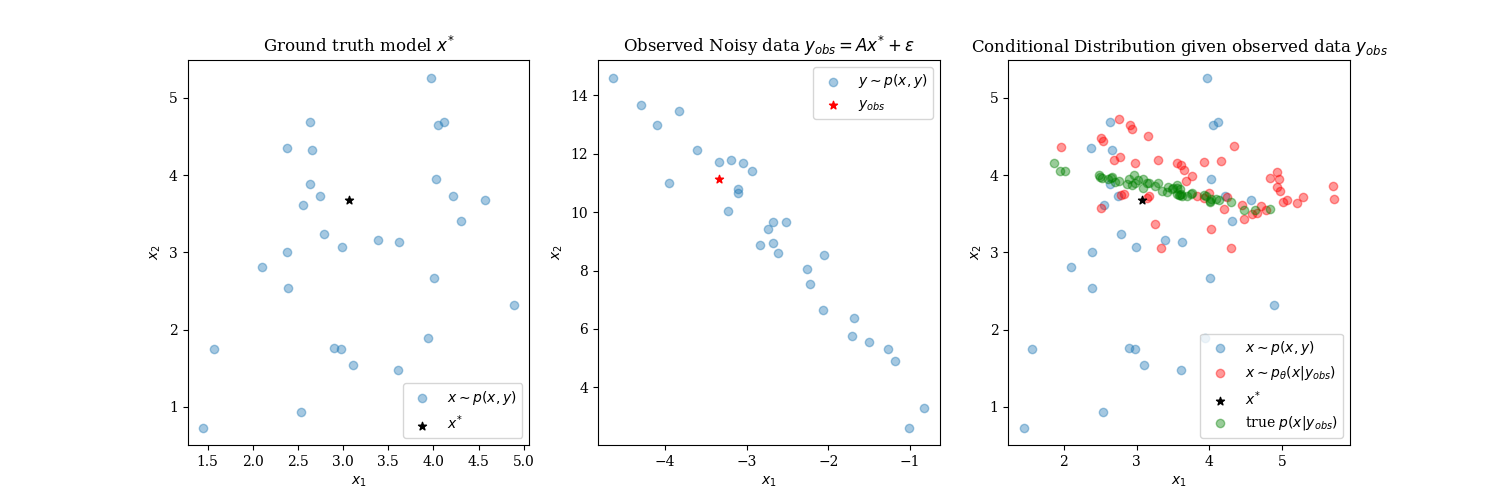 Ground truth model x*
5
4
3
2
1
x₂
1.5 2.0 2.5 3.0 3.5 4.0 4.5 5.0
x₁
x ~ p(x, y)
x*
Observed Noisy data y_obs = Ax* + ε
14
12
10
8
6
4
x₂
−4 −3 −2 −1
x₁
y ~ p(x, y)
y_obs
Conditional Distribution given observed data y_obs
5
4
3
2
1
x₂
2 3 4 5
x₁
x ~ p(x, y)
x ~ p_θ(x|y_obs)
x*
true p(x|y_obs)